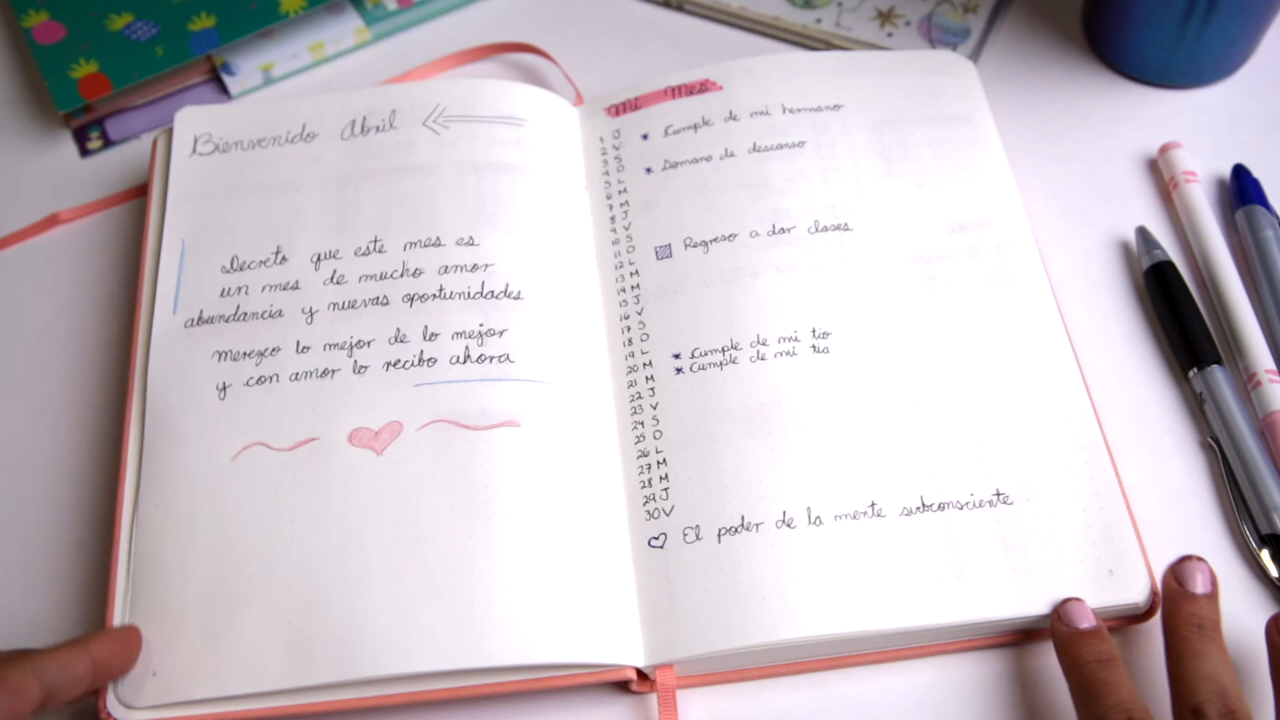 Bienvenido Abril
Decreto que este mes es
un mes de mucho amor
abundancia y nuevas oportunidades
merezco lo mejor de lo mejor
y con amor lo recibo ahora
mi mes
1 J
2 V * Cumple de mi hermano
3 S
4 D
5 L * Semana de descanso
6 M
7 M
8 J
9 V
10 S
11 D
12 L Regreso a dar clases
13 M
14 M
15 J
16 V
17 S
18 D
19 L
20 M * Cumple de mi tio
21 M * Cumple de mi tia
22 J
23 V
24 S
25 D
26 L
27 M
28 M
29 J
30 V
♡ El poder de la mente subconsciente